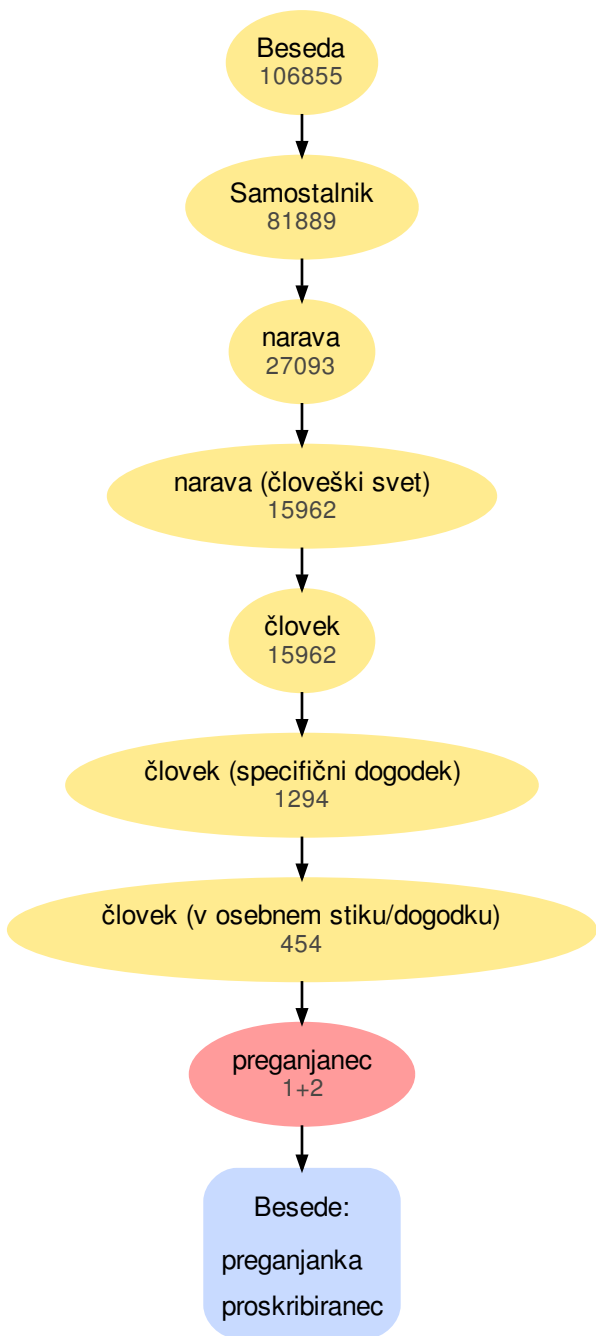 Beseda
106855
Samostalnik
81889
narava
27093
narava (človeški svet)
15962
človek
15962
človek (specifični dogodek)
1294
človek (v osebnem stiku/dogodku)
454
preganjanec
1+2
Besede:
preganjanka
proskribiranec